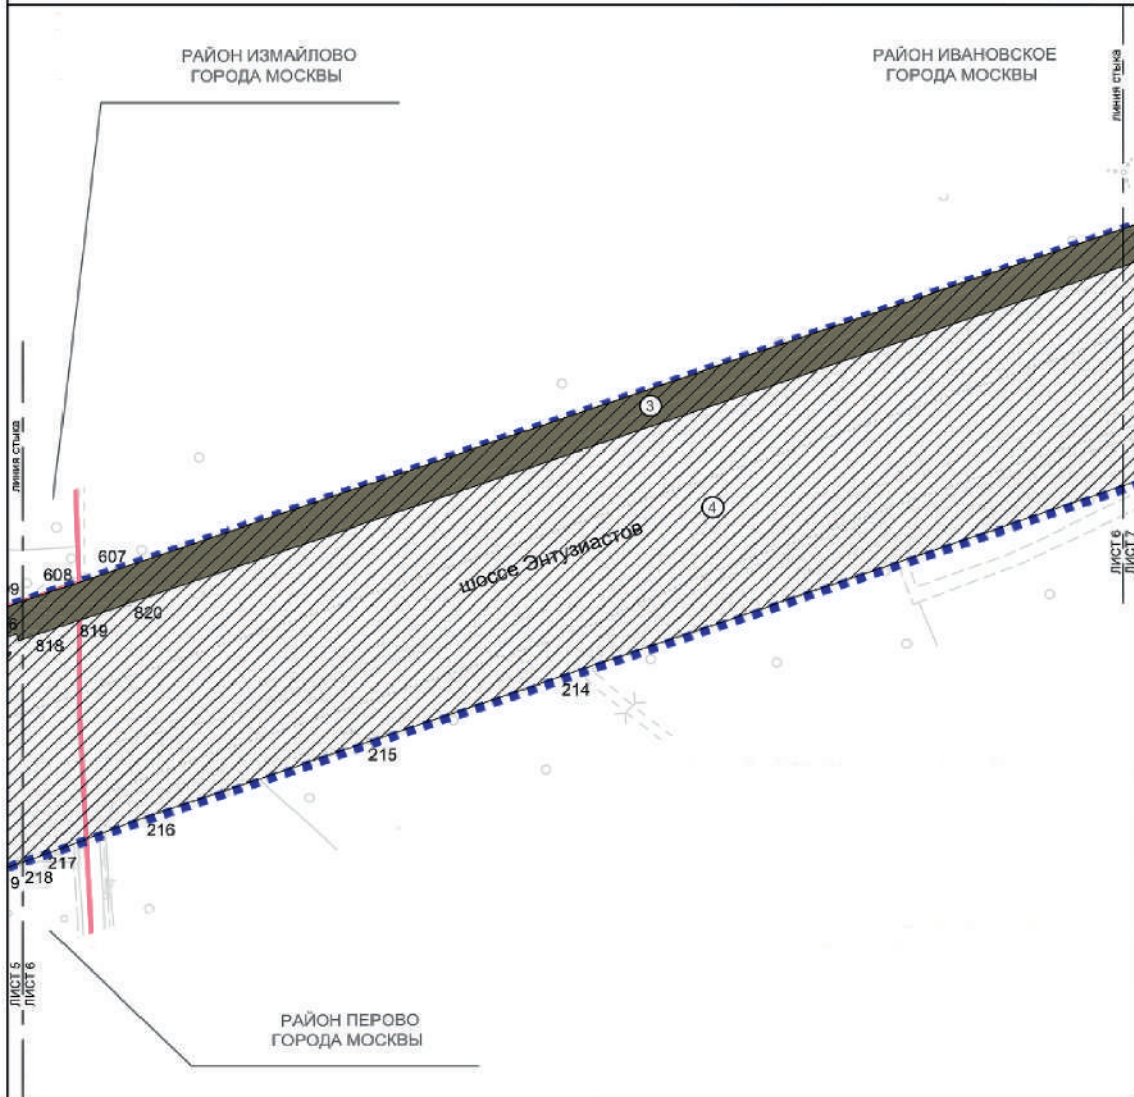 РАЙОН ИЗМАЙЛОВО
ГОРОДА МОСКВЫ
РАЙОН ИВАНОВСКОЕ
ГОРОДА МОСКВЫ
линия стыка
линия стыка
3
4
шоссе Энтузиастов
607
608
9
6
818
819
820
214
215
216
217
218
9
ЛИСТ 5
ЛИСТ 6
ЛИСТ 6
ЛИСТ 7
РАЙОН ПЕРОВО
ГОРОДА МОСКВЫ